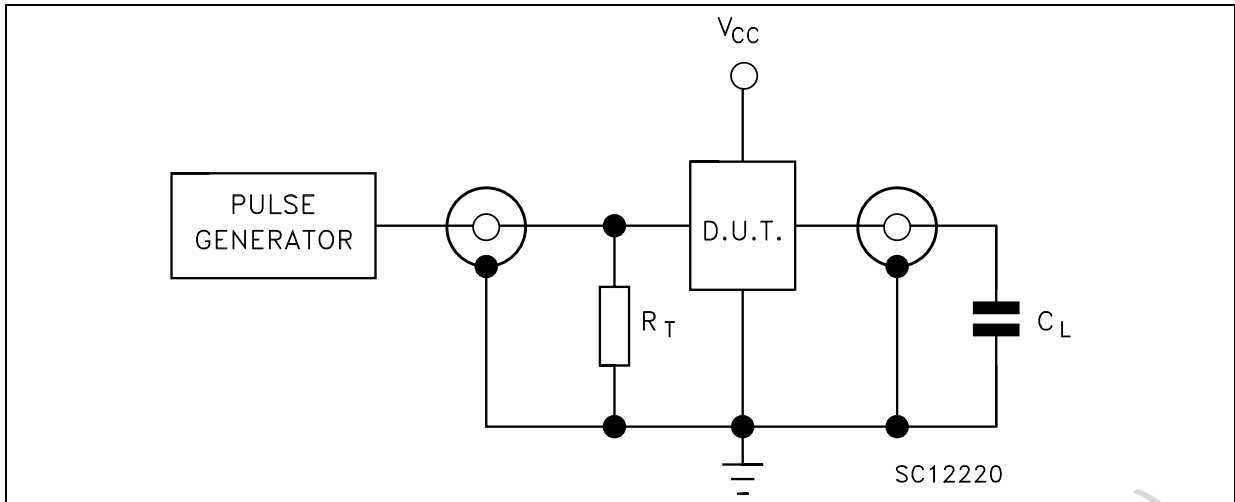 VCC
PULSE
GENERATOR
D.U.T.
RT
CL
SC12220